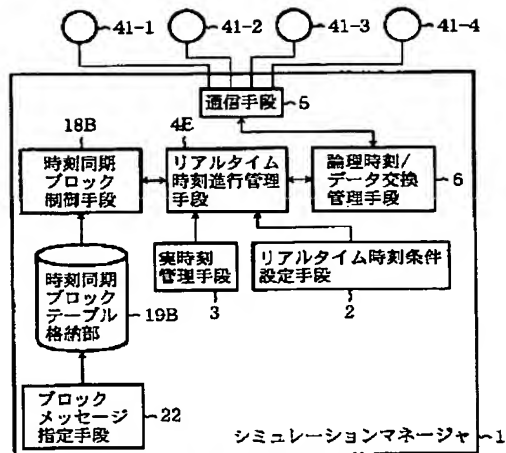 41-1
41-2
41-3
41-4
通信手段
5
18B
4E
時刻同期
ブロック
制御手段
リアルタイム
時刻進行管理
手段
論理時刻/
データ交換
管理手段
6
時刻同期
ブロック
テーブル
格納部
19B
実時刻
管理手段
3
リアルタイム時刻条件
設定手段
2
ブロック
メッセージ
指定手段
22
シミュレーションマネージャ
1